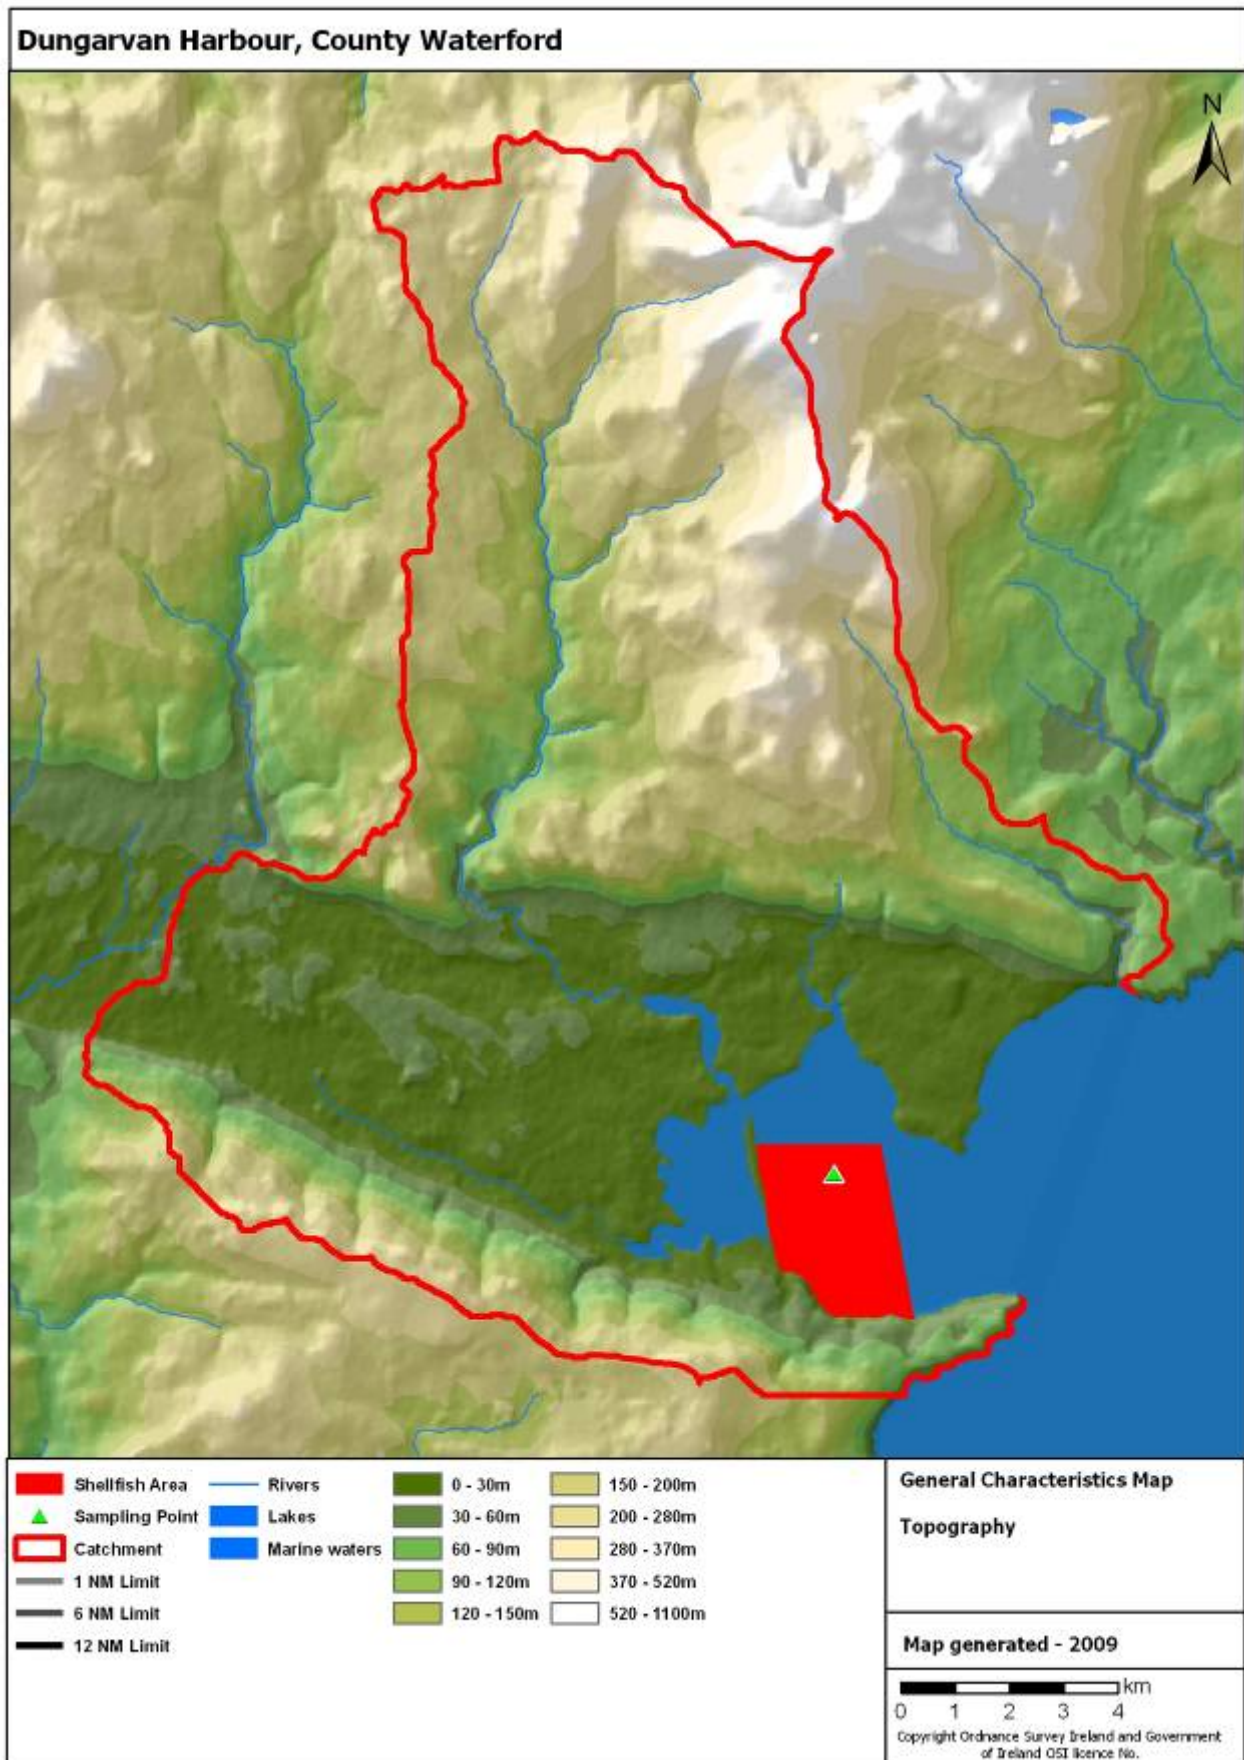 Dungarvan Harbour, County Waterford
N
Shellfish Area
Sampling Point
Catchment
1 NM Limit
6 NM Limit
12 NM Limit
Rivers
Lakes
Marine waters
0 - 30m
30 - 60m
60 - 90m
90 - 120m
120 - 150m
150 - 200m
200 - 280m
280 - 370m
370 - 520m
520 - 1100m
General Characteristics Map
Topography
Map generated - 2009
km
0 1 2 3 4
Copyright Ordnance Survey Ireland and Government
of Ireland OSI licence No.